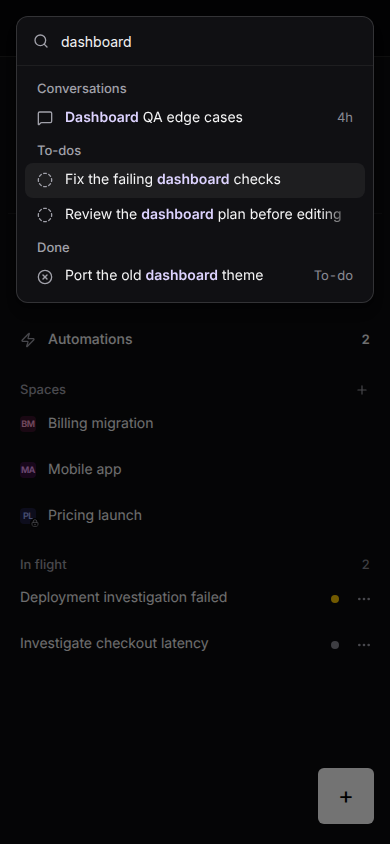 dashboard
Conversations
Dashboard QA edge cases 4h
To-dos
Fix the failing dashboard checks
Review the dashboard plan before editing
Done
Port the old dashboard theme To-do
Automations 2
Spaces +
BM Billing migration
MA Mobile app
PL Pricing launch
In flight 2
Deployment investigation failed
Investigate checkout latency
+